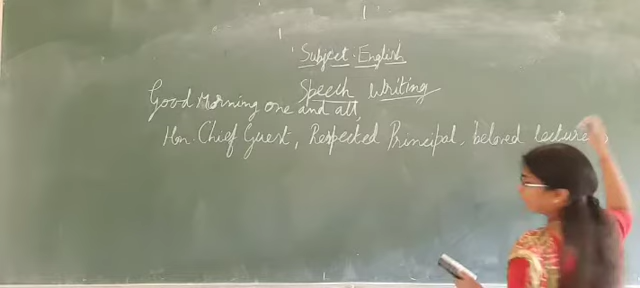 Subject - English
Speech Writing
Good Morning one and all,
Hon. Chief Guest, Respected Principal, beloved lecturers,